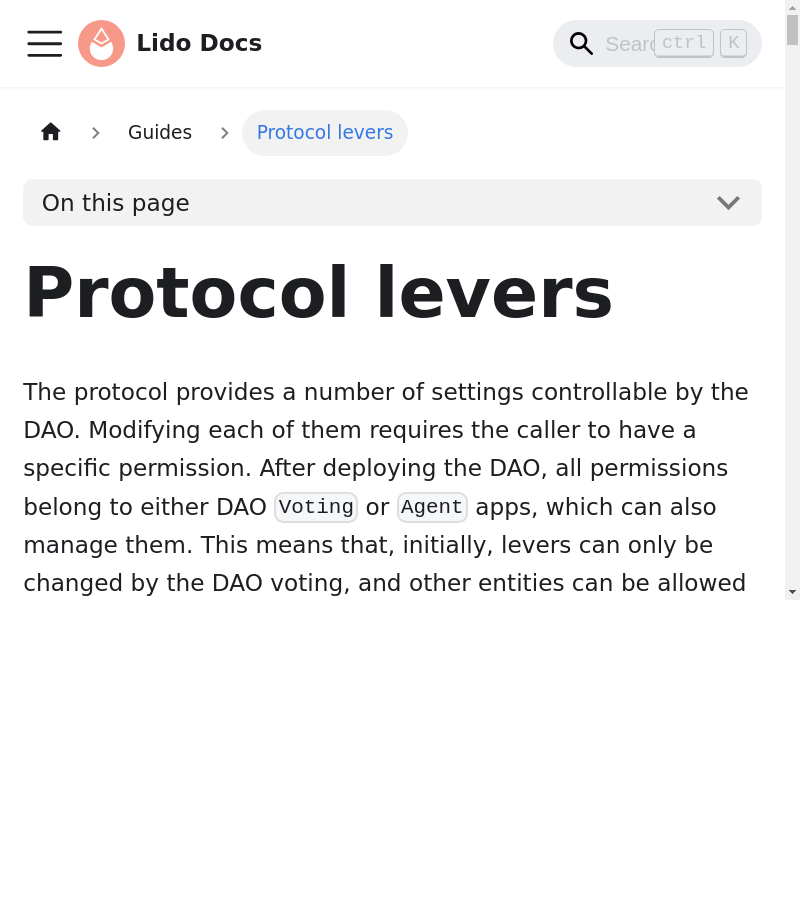 Lido Docs
ctrl K
Guides
Protocol levers
On this page
Protocol levers
The protocol provides a number of settings controllable by the
DAO. Modifying each of them requires the caller to have a
specific permission. After deploying the DAO, all permissions
belong to either DAO Voting or Agent apps, which can also
manage them. This means that, initially, levers can only be
changed by the DAO voting, and other entities can be allowed